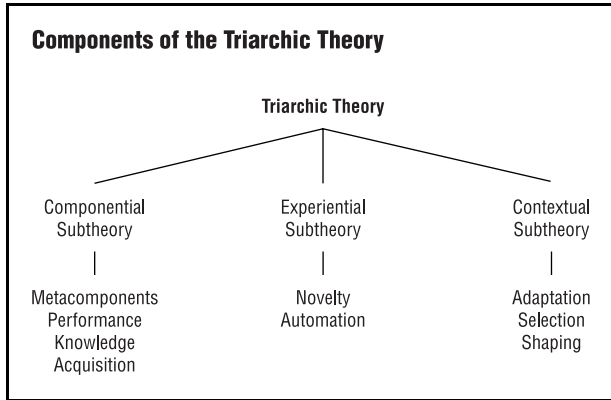 Components of the Triarchic Theory
Triarchic Theory
Componential
Subtheory
Experiential
Subtheory
Contextual
Subtheory
Metacomponents
Performance
Knowledge
Acquisition
Novelty
Automation
Adaptation
Selection
Shaping